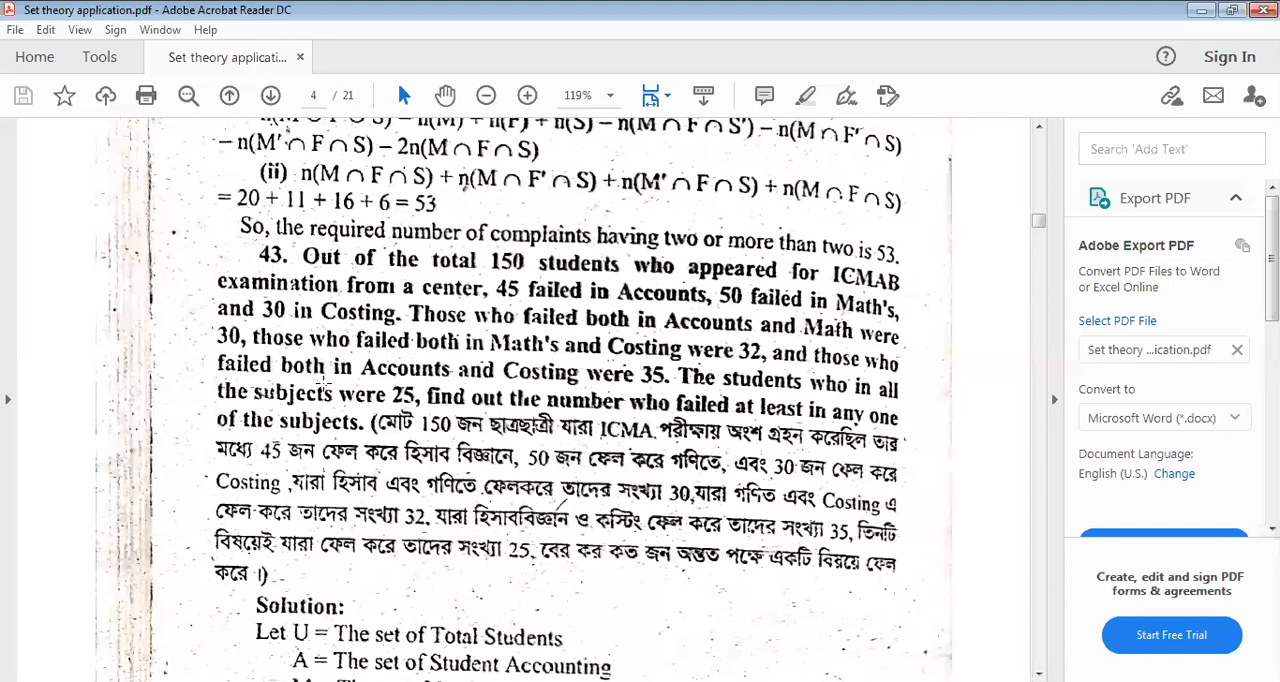 Set theory application.pdf - Adobe Acrobat Reader DC
File Edit View Sign Window Help
Home Tools Set theory applicati... ×
? Sign In
4 / 21 119%
n(M ∩ F ∩ S) = n(M) + n(F) + n(S) − n(M ∩ F ∩ S') − n(M ∩ F' ∩ S)
− n(M' ∩ F ∩ S) − 2n(M ∩ F ∩ S)
(ii) n(M ∩ F ∩ S) + n(M ∩ F' ∩ S) + n(M' ∩ F ∩ S) + n(M ∩ F ∩ S)
= 20 + 11 + 16 + 6 = 53
So, the required number of complaints having two or more than two is 53.
43. Out of the total 150 students who appeared for ICMAB
examination from a center, 45 failed in Accounts, 50 failed in Math's,
and 30 in Costing. Those who failed both in Accounts and Math were
30, those who failed both in Math's and Costing were 32, and those who
failed both in Accounts and Costing were 35. The students who in all
the subjects were 25, find out the number who failed at least in any one
of the subjects. (মোট 150 জন ছাত্রছাত্রী যারা ICMA পরীক্ষায় অংশ গ্রহন করেছিল তার
মধ্যে 45 জন ফেল করে হিসাব বিজ্ঞানে, 50 জন ফেল করে গণিতে, এবং 30 জন ফেল করে
Costing ,যারা হিসাব এবং গণিতে ফেলকরে তাদের সংখ্যা 30,যারা গণিত এবং Costing এ
ফেল করে তাদের সংখ্যা 32, যারা হিসাববিজ্ঞান ও কস্টিং ফেল করে তাদের সংখ্যা 35, তিনটি
বিষয়েই যারা ফেল করে তাদের সংখ্যা 25, বের কর কত জন অন্তত পক্ষে একটি বিষয়ে ফেল
করে ।)
Solution:
Let U = The set of Total Students
A = The set of Student Accounting
Search 'Add Text'
Export PDF
Adobe Export PDF
Convert PDF Files to Word
or Excel Online
Select PDF File
Set theory ...ication.pdf ×
Convert to
Microsoft Word (*.docx)
Document Language:
English (U.S.) Change
Create, edit and sign PDF
forms & agreements
Start Free Trial